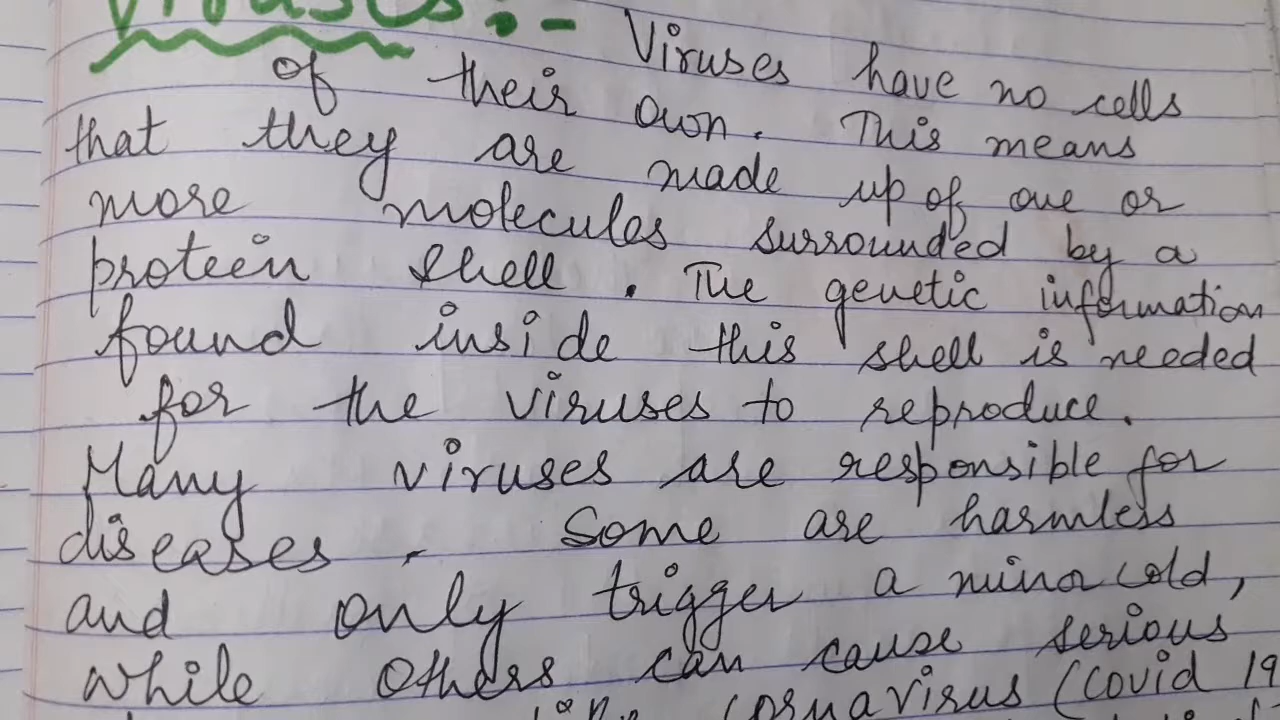 Viruses :-
Viruses have no cells
of their own. This means
that they are made up of one or
more molecules surrounded by a
protein shell. The genetic information
found inside this shell is needed
for the viruses to reproduce.
Many viruses are responsible for
diseases. Some are harmless
and only trigger a minor cold,
while others can cause serious
Cornavirus (Covid 19